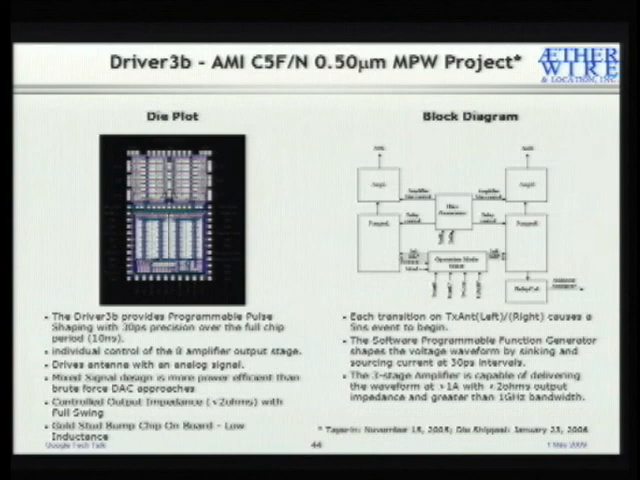 Driver3b - AMI C5F/N 0.50µm MPW Project*
ÆTHER
WIRE
& LOCATION, INC.
Die Plot
Block Diagram
Operation Mode
- The Driver3b provides Programmable Pulse
Shaping with 30ps precision over the full chip
period (10ns).
- Individual control of the 8 amplifier output stage.
- Drives antenna with an analog signal.
- Mixed Signal design is more power efficient than
brute force DAC approaches
- Controlled Output Impedance (<2ohms) with
Full Swing
- Gold Stud Bump Chip On Board - Low
Inductance
- Each transition on TxAnt(Left)/(Right) causes a
5ns event to begin.
- The Software Programmable Function Generator
shapes the voltage waveform by sinking and
sourcing current at 30ps intervals.
- The 3-stage Amplifier is capable of delivering
the waveform at >1A with <2ohms output
impedance and greater than 1GHz bandwidth.
* Tapein: November 15, 2005; Die Shipped: January 23, 2006
Google Tech Talk
44
1 May 2009